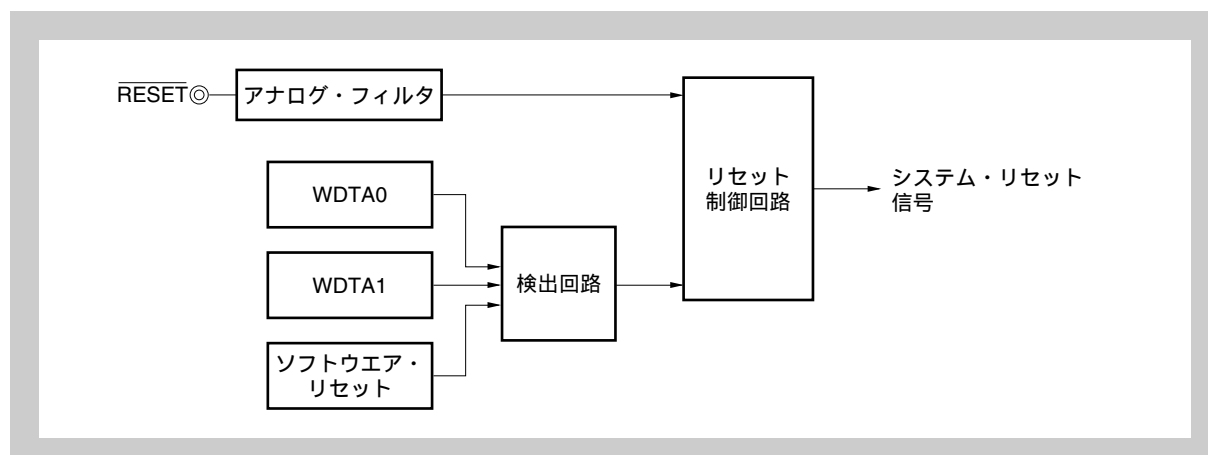 RESET
アナログ・フィルタ
WDTA0
WDTA1
ソフトウエア・
リセット
検出回路
リセット
制御回路
システム・リセット
信号